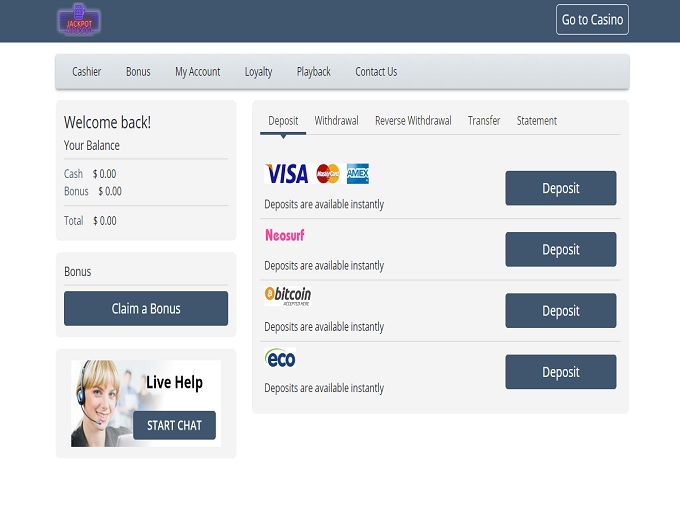 JACKPOT
Go to Casino
Cashier Bonus My Account Loyalty Playback Contact Us
Welcome back!
Your Balance
Cash $ 0.00
Bonus $ 0.00
Total $ 0.00
Bonus
Claim a Bonus
Live Help
START CHAT
Deposit Withdrawal Reverse Withdrawal Transfer Statement
VISA MasterCard AMEX
Deposit
Deposits are available instantly
Neosurf
Deposit
Deposits are available instantly
bitcoin
ACCEPTED HERE
Deposit
Deposits are available instantly
eco
Deposit
Deposits are available instantly